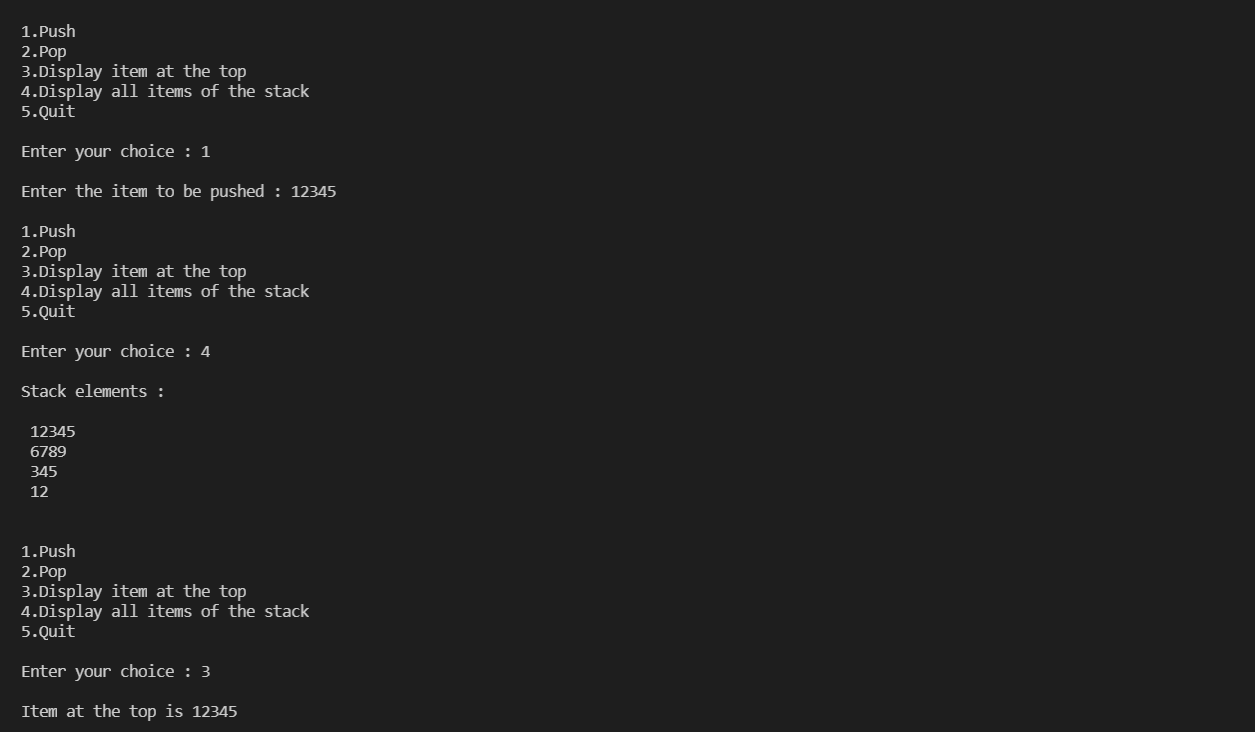 1.Push
2.Pop
3.Display item at the top
4.Display all items of the stack
5.Quit
Enter your choice : 1
Enter the item to be pushed : 12345
1.Push
2.Pop
3.Display item at the top
4.Display all items of the stack
5.Quit
Enter your choice : 4
Stack elements :
12345
6789
345
12
1.Push
2.Pop
3.Display item at the top
4.Display all items of the stack
5.Quit
Enter your choice : 3
Item at the top is 12345